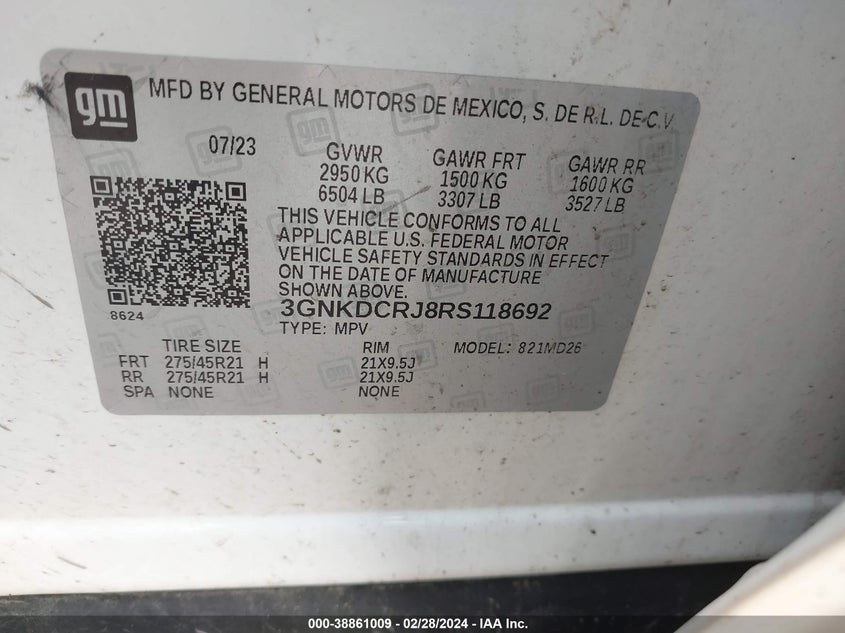 gm
MFD BY GENERAL MOTORS DE MEXICO, S. DE R.L. DE C.V.
07/23
GVWR
2950 KG
6504 LB
GAWR FRT
1500 KG
3307 LB
GAWR RR
1600 KG
3527 LB
THIS VEHICLE CONFORMS TO ALL
APPLICABLE U.S. FEDERAL MOTOR
VEHICLE SAFETY STANDARDS IN EFFECT
ON THE DATE OF MANUFACTURE
SHOWN ABOVE.
8624
3GNKDCRJ8RS118692
TYPE: MPV
TIRE SIZE RIM MODEL: 821MD26
FRT 275/45R21 H 21X9.5J
RR 275/45R21 H 21X9.5J
SPA NONE NONE
000-38861009 - 02/28/2024 - IAA Inc.